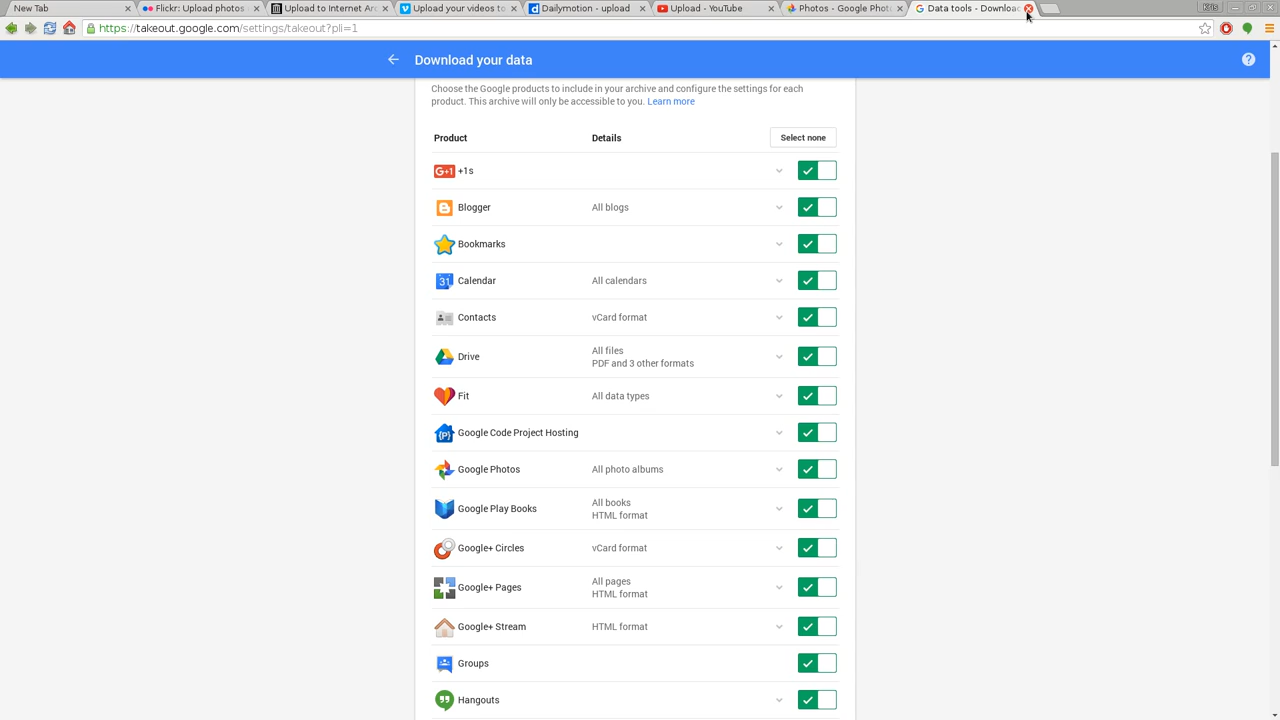 New Tab
Flickr: Upload photos
Upload to Internet Arc
Upload your videos to
Dailymotion - upload
Upload - YouTube
Photos - Google Photo
Data tools - Downloac
https://takeout.google.com/settings/takeout?pli=1
Download your data
Choose the Google products to include in your archive and configure the settings for each
product. This archive will only be accessible to you. Learn more
Product Details Select none
G+1 +1s
Blogger All blogs
Bookmarks
31 Calendar All calendars
Contacts vCard format
Drive All files
PDF and 3 other formats
Fit All data types
{P} Google Code Project Hosting
Google Photos All photo albums
Google Play Books All books
HTML format
Google+ Circles vCard format
Google+ Pages All pages
HTML format
Google+ Stream HTML format
Groups
Hangouts